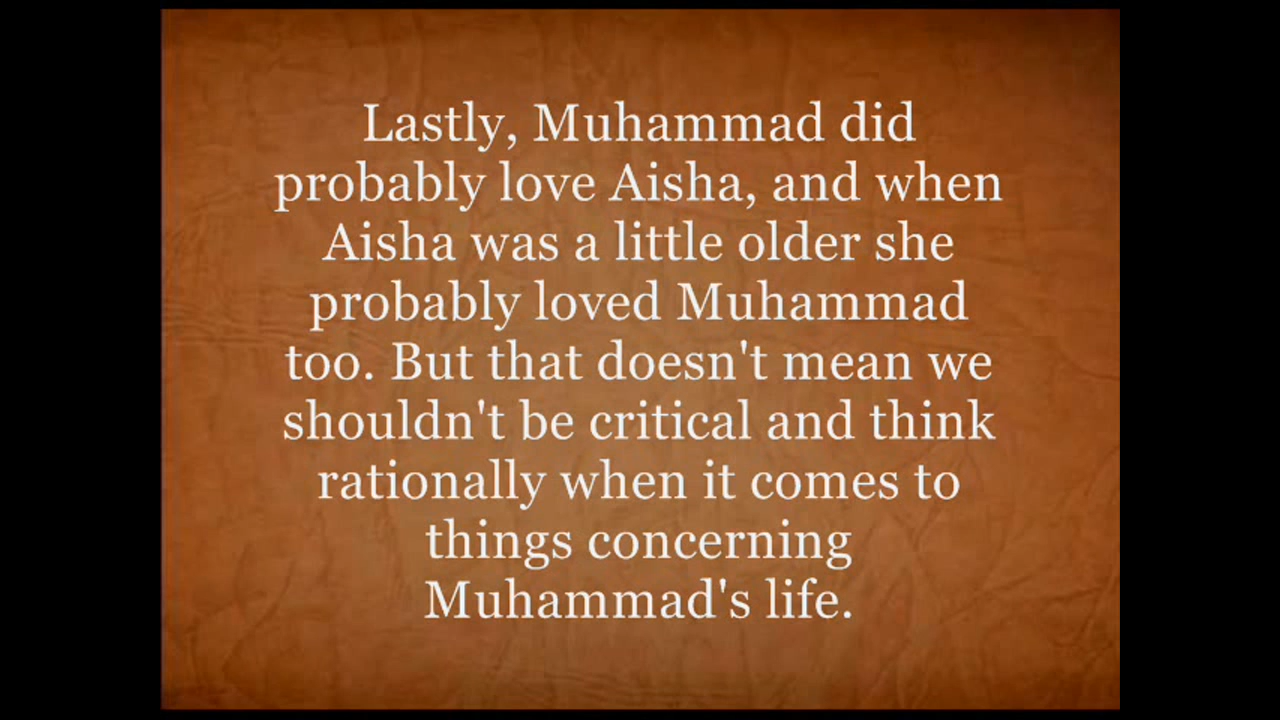 Lastly, Muhammad did
probably love Aisha, and when
Aisha was a little older she
probably loved Muhammad
too. But that doesn't mean we
shouldn't be critical and think
rationally when it comes to
things concerning
Muhammad's life.